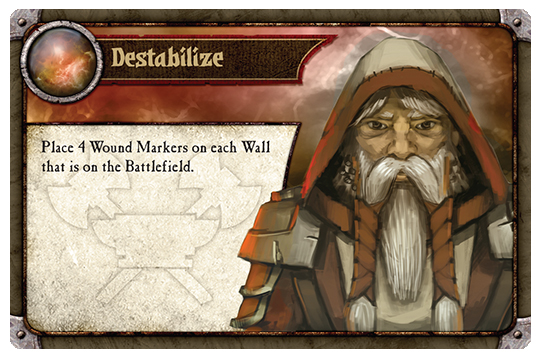 Destabilize
Place 4 Wound Markers on each Wall
that is on the Battlefield.